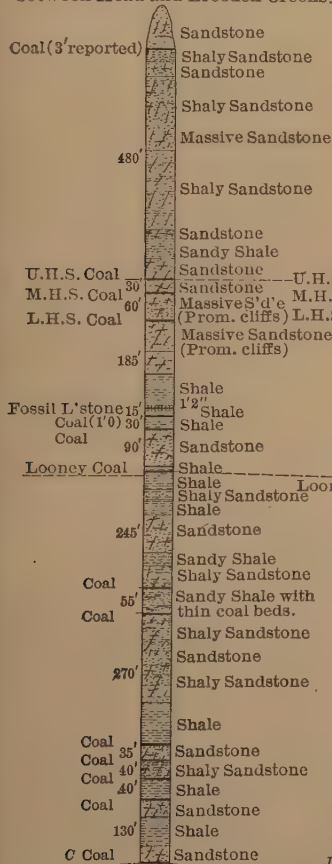 Sandstone
Coal (3' reported)
Shaly Sandstone
Sandstone
Shaly Sandstone
Massive Sandstone
480'
Shaly Sandstone
Sandstone
Sandy Shale
Sandstone
U.H.S. Coal
U.H.
30'
Sandstone
M.H.S. Coal
Massive S'd'e
M.H.
60'
L.H.S. Coal
(Prom. cliffs)
L.H.S
Massive Sandstone
(Prom. cliffs)
185'
Shale
1'2"
Fossil L'stone
15'
Shale
Coal (1'0)
30'
Shale
Coal
90'
Sandstone
Looney Coal
Shale
Loon
Shale
Shaly Sandstone
Shale
245'
Sandstone
Sandy Shale
Shaly Sandstone
Coal
55'
Sandy Shale with
thin coal beds.
Coal
Shaly Sandstone
Sandstone
270'
Shaly Sandstone
Shale
Coal
35'
Sandstone
Coal
40'
Shaly Sandstone
Coal
40'
Shale
Coal
Sandstone
130'
Shale
C Coal
Sandstone